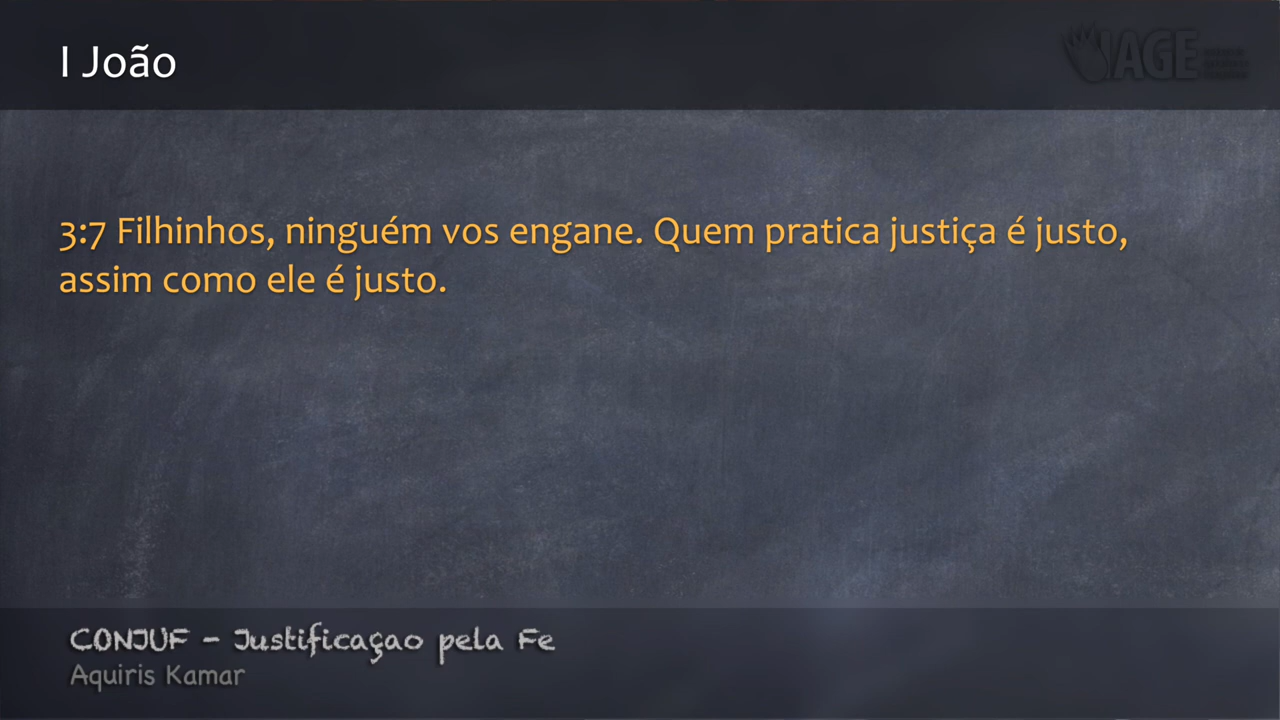 I João
IAGE
3:7 Filhinhos, ninguém vos engane. Quem pratica justiça é justo,
assim como ele é justo.
CONJUF - Justificaçao pela Fe
Aquiris Kamar